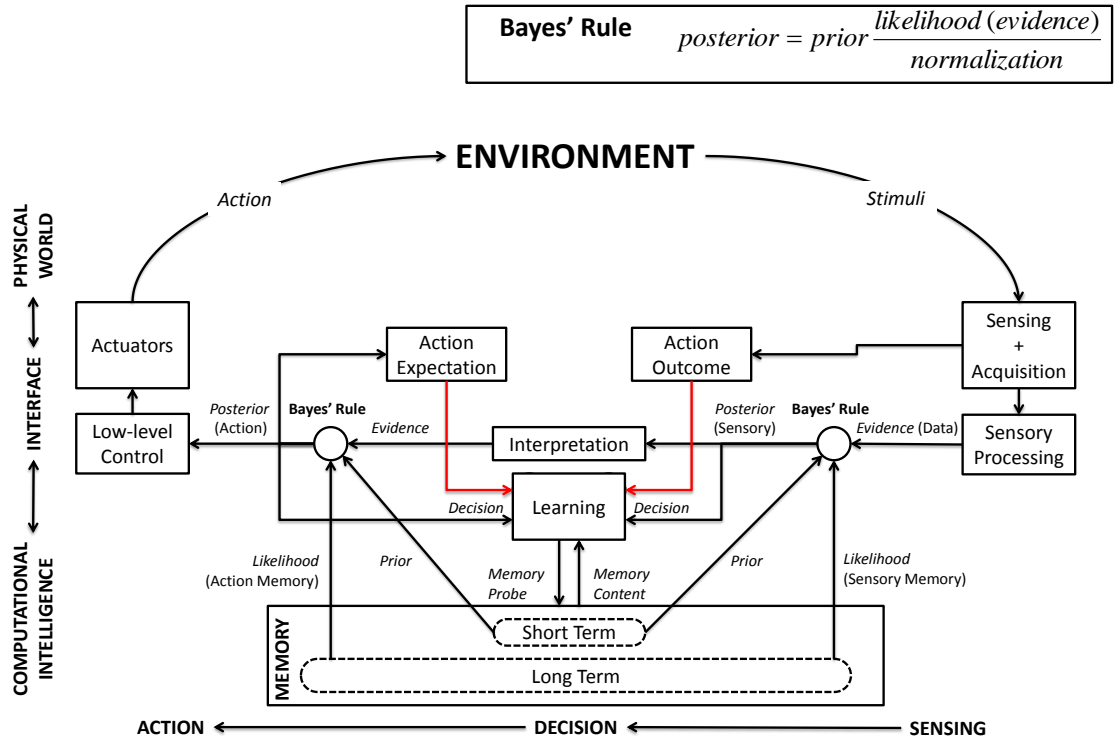 Bayes' Rule
posterior = prior likelihood (evidence) / normalization
ENVIRONMENT
Action
Stimuli
PHYSICAL
WORLD
INTERFACE
COMPUTATIONAL
INTELLIGENCE
Actuators
Action
Expectation
Action
Outcome
Sensing
+
Acquisition
Low-level
Control
Posterior
(Action)
Bayes' Rule
Evidence
Interpretation
Posterior
(Sensory)
Bayes' Rule
Evidence (Data)
Sensory
Processing
Decision
Learning
Decision
Likelihood
(Action Memory)
Prior
Memory
Probe
Memory
Content
Prior
Likelihood
(Sensory Memory)
MEMORY
Short Term
Long Term
ACTION
DECISION
SENSING